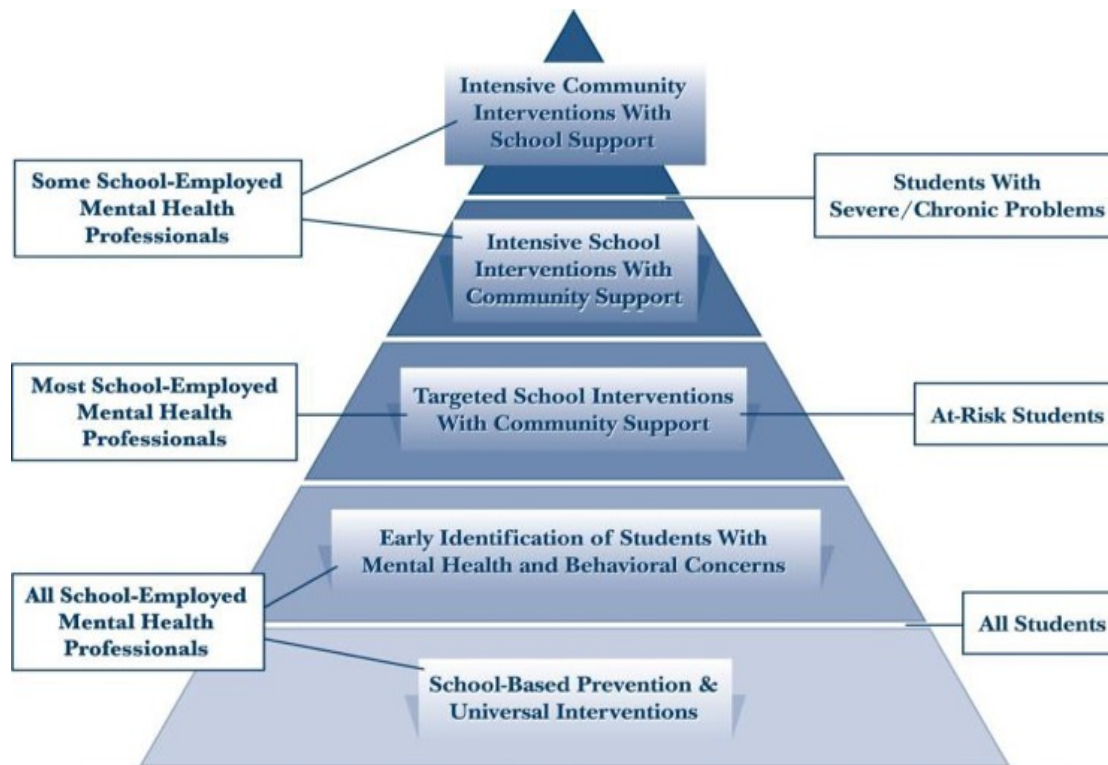 Intensive Community
Interventions With
School Support
Some School-Employed
Mental Health
Professionals
Students With
Severe/Chronic Problems
Intensive School
Interventions With
Community Support
Most School-Employed
Mental Health
Professionals
Targeted School Interventions
With Community Support
At-Risk Students
Early Identification of Students With
Mental Health and Behavioral Concerns
All School-Employed
Mental Health
Professionals
All Students
School-Based Prevention &
Universal Interventions